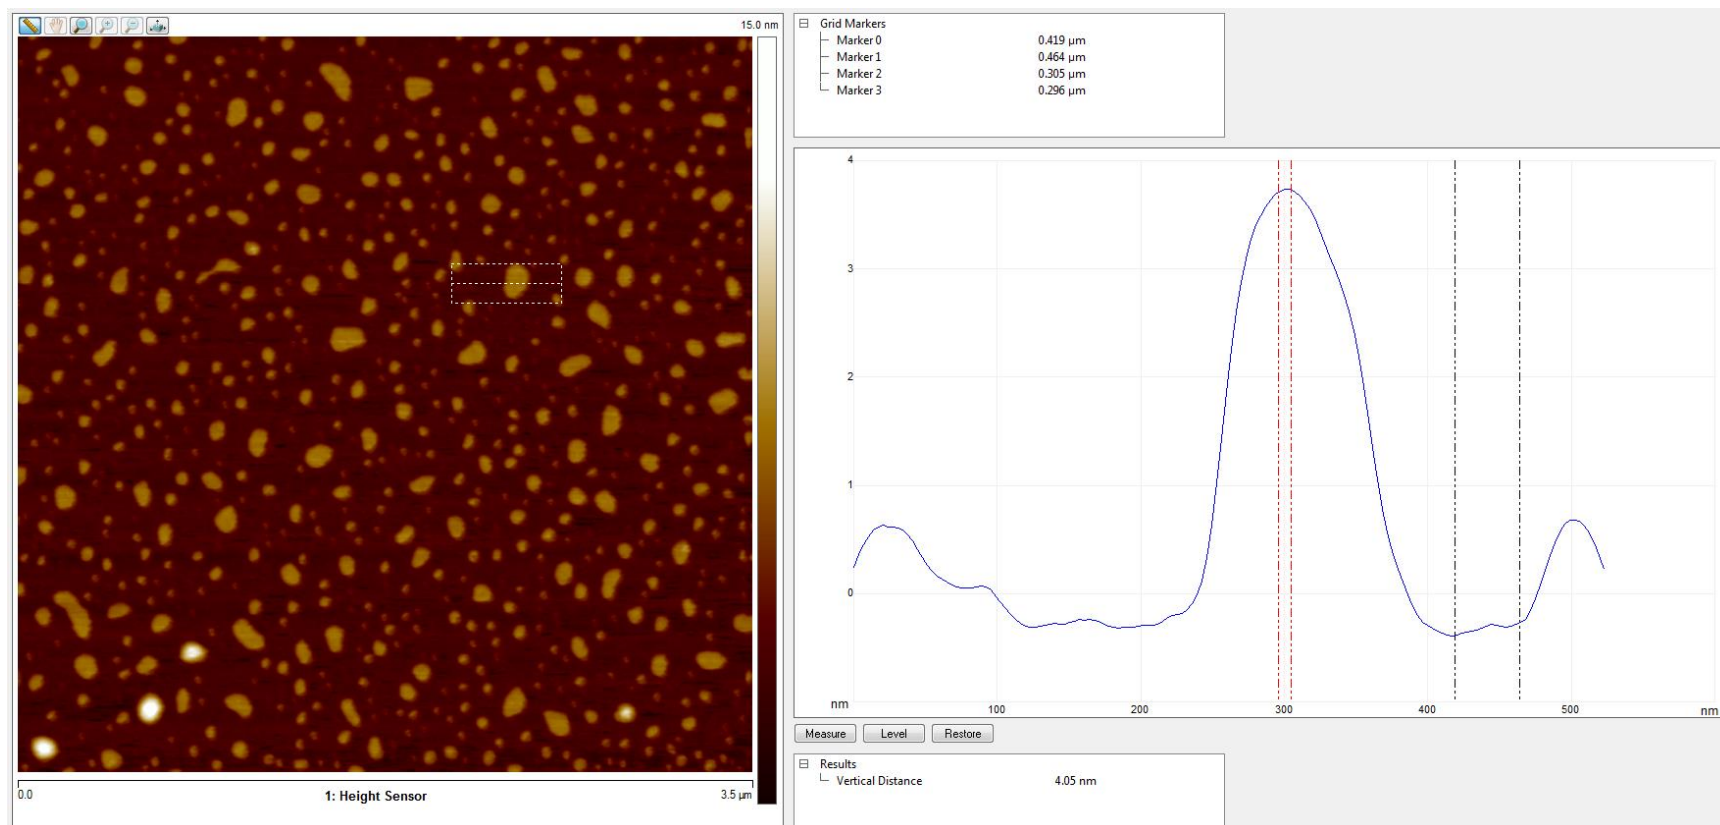 15.0 nm
0.0
1: Height Sensor
3.5 µm
Grid Markers
Marker 0 0.419 µm
Marker 1 0.464 µm
Marker 2 0.305 µm
Marker 3 0.296 µm
4
3
2
1
0
nm
100
200
300
400
500
nm
Measure
Level
Restore
Results
Vertical Distance 4.05 nm